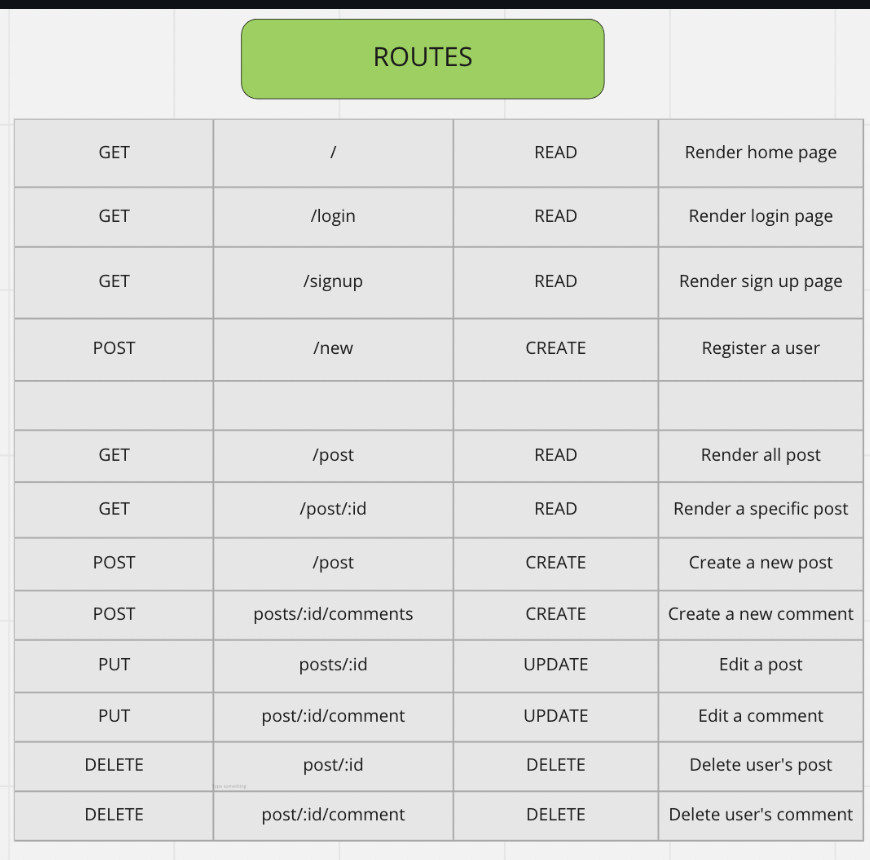 ROUTES
GET / READ Render home page
GET /login READ Render login page
GET /signup READ Render sign up page
POST /new CREATE Register a user
GET /post READ Render all post
GET /post/:id READ Render a specific post
POST /post CREATE Create a new post
POST posts/:id/comments CREATE Create a new comment
PUT posts/:id UPDATE Edit a post
PUT post/:id/comment UPDATE Edit a comment
DELETE post/:id DELETE Delete user's post
DELETE post/:id/comment DELETE Delete user's comment